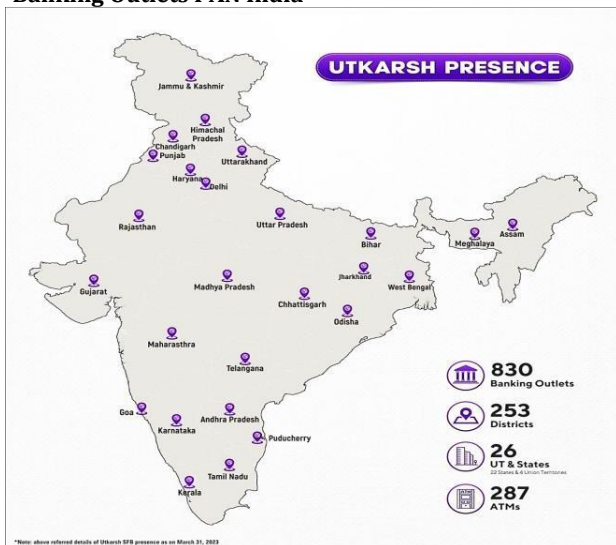 Banking Outlets PAN India
UTKARSH PRESENCE
Jammu & Kashmir
Himachal
Pradesh
Chandigarh
Punjab
Uttarakhand
Haryana
Delhi
Rajasthan
Uttar Pradesh
Bihar
Meghalaya
Assam
Gujarat
Madhya Pradesh
Jharkhand
West Bengal
Chhattisgarh
Odisha
Maharasthra
Telangana
Goa
Karnataka
Andhra Pradesh
Puducherry
Tamil Nadu
Kerala
830
Banking Outlets
253
Districts
26
UT & States
22 States & 4 Union Territories
287
ATMs
*Note: above referred details of Utkarsh SFB presence as on March 31, 2023